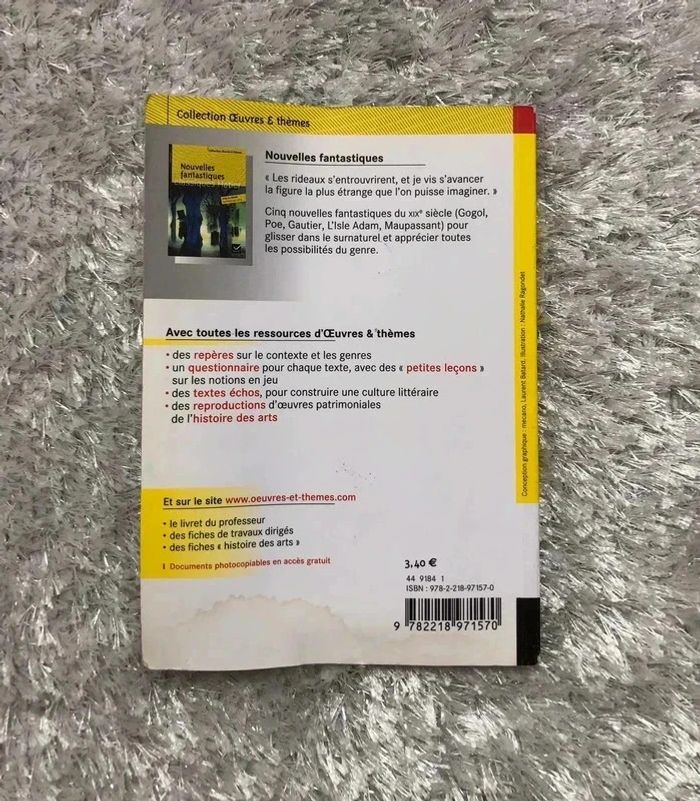 Collection Œuvres & thèmes
Nouvelles
fantastiques
Nouvelles fantastiques
« Les rideaux s'entrouvrirent, et je vis s'avancer
la figure la plus étrange que l'on puisse imaginer. »
Cinq nouvelles fantastiques du XIXe siècle (Gogol,
Poe, Gautier, L'Isle Adam, Maupassant) pour
glisser dans le surnaturel et apprécier toutes
les possibilités du genre.
Avec toutes les ressources d'Œuvres & thèmes
• des repères sur le contexte et les genres
• un questionnaire pour chaque texte, avec des « petites leçons »
sur les notions en jeu
• des textes échos, pour construire une culture littéraire
• des reproductions d'œuvres patrimoniales
de l'histoire des arts
Et sur le site www.oeuvres-et-themes.com
• le livret du professeur
• des fiches de travaux dirigés
• des fiches « histoire des arts »
Documents photocopiables en accès gratuit
3,40 €
44 9184 1
ISBN : 978-2-218-97157-0
9 782218 971570
Conception graphique : mecano, Laurent Batard. Illustration : Nathalie Ragondet